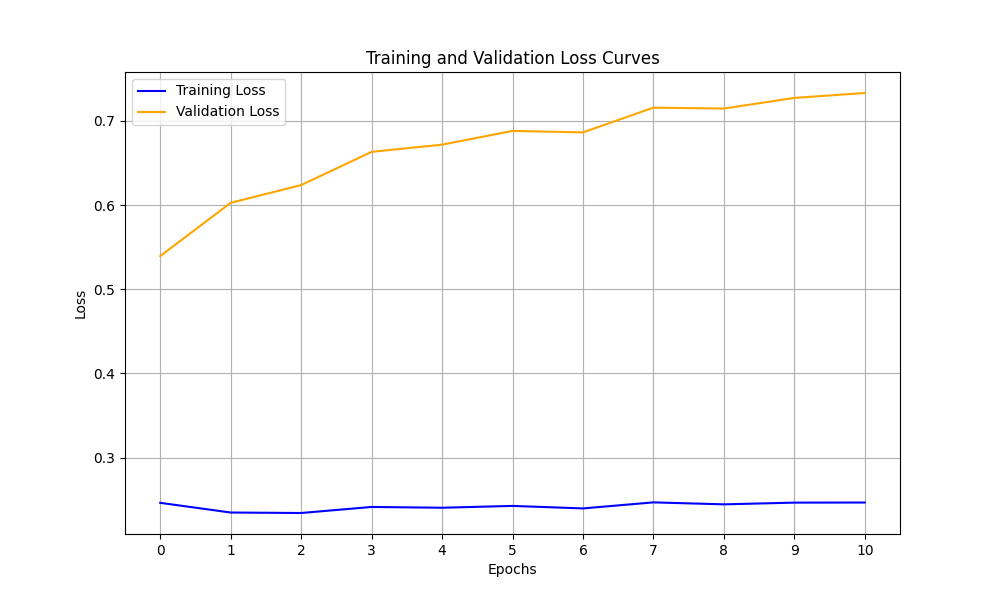 Training and Validation Loss Curves
Training Loss
Validation Loss
0.7
0.6
0.5
0.4
0.3
Loss
0 1 2 3 4 5 6 7 8 9 10
Epochs